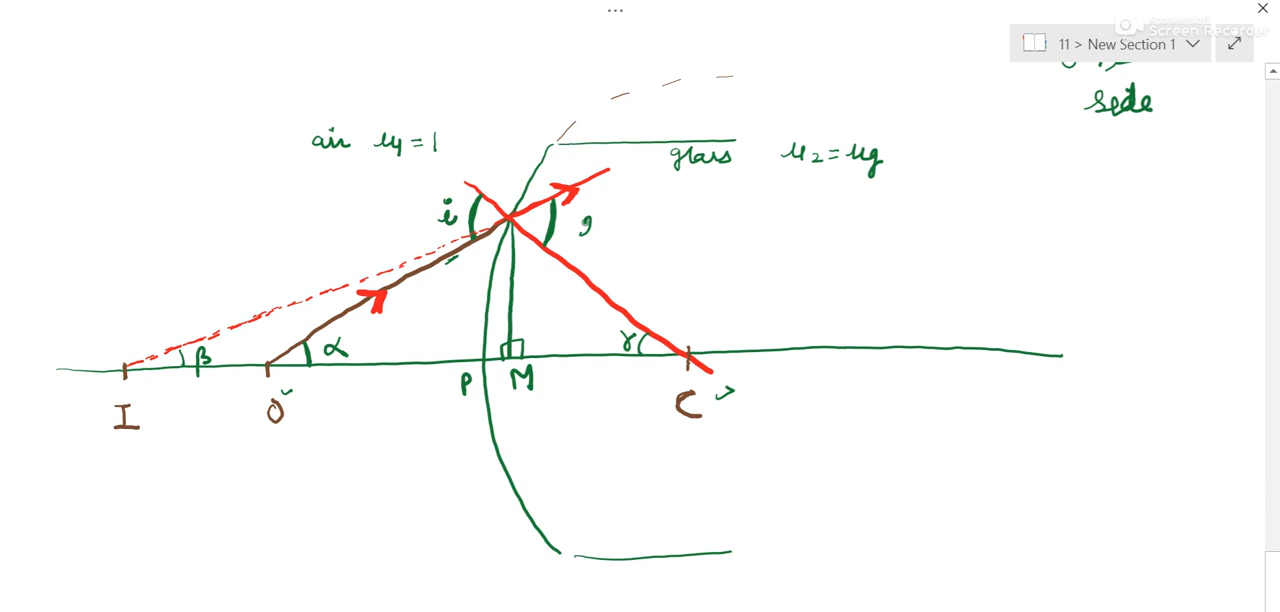 ...
11 > New Section 1
Screen Recorder
side
air μ1 = 1
glass μ2 = μg
i
r
β
α
γ
P
M
I
O
C